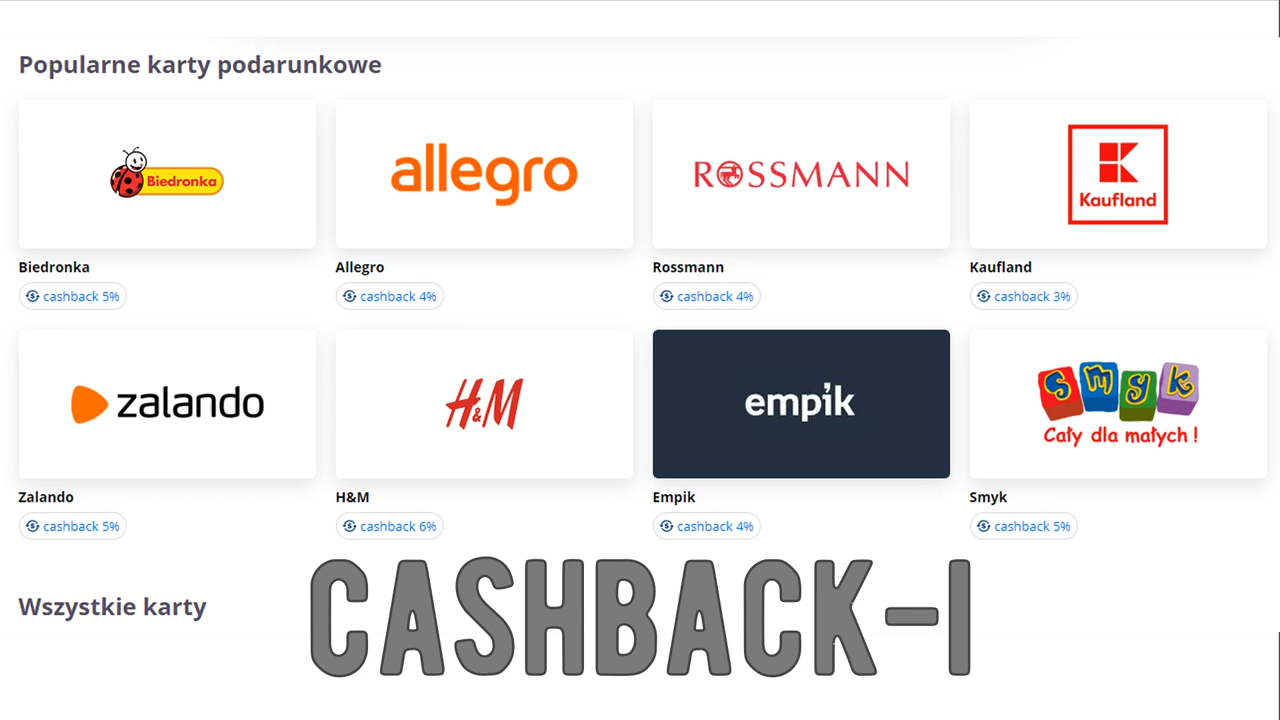 Popularne karty podarunkowe
Biedronka
allegro
ROSSMANN
Kaufland
Biedronka
Allegro
Rossmann
Kaufland
cashback 5%
cashback 4%
cashback 4%
cashback 3%
zalando
H&M
empik
smyk
Cały dla małych !
Zalando
H&M
Empik
Smyk
cashback 5%
cashback 6%
cashback 4%
cashback 5%
Wszystkie karty
CASHBACK-I